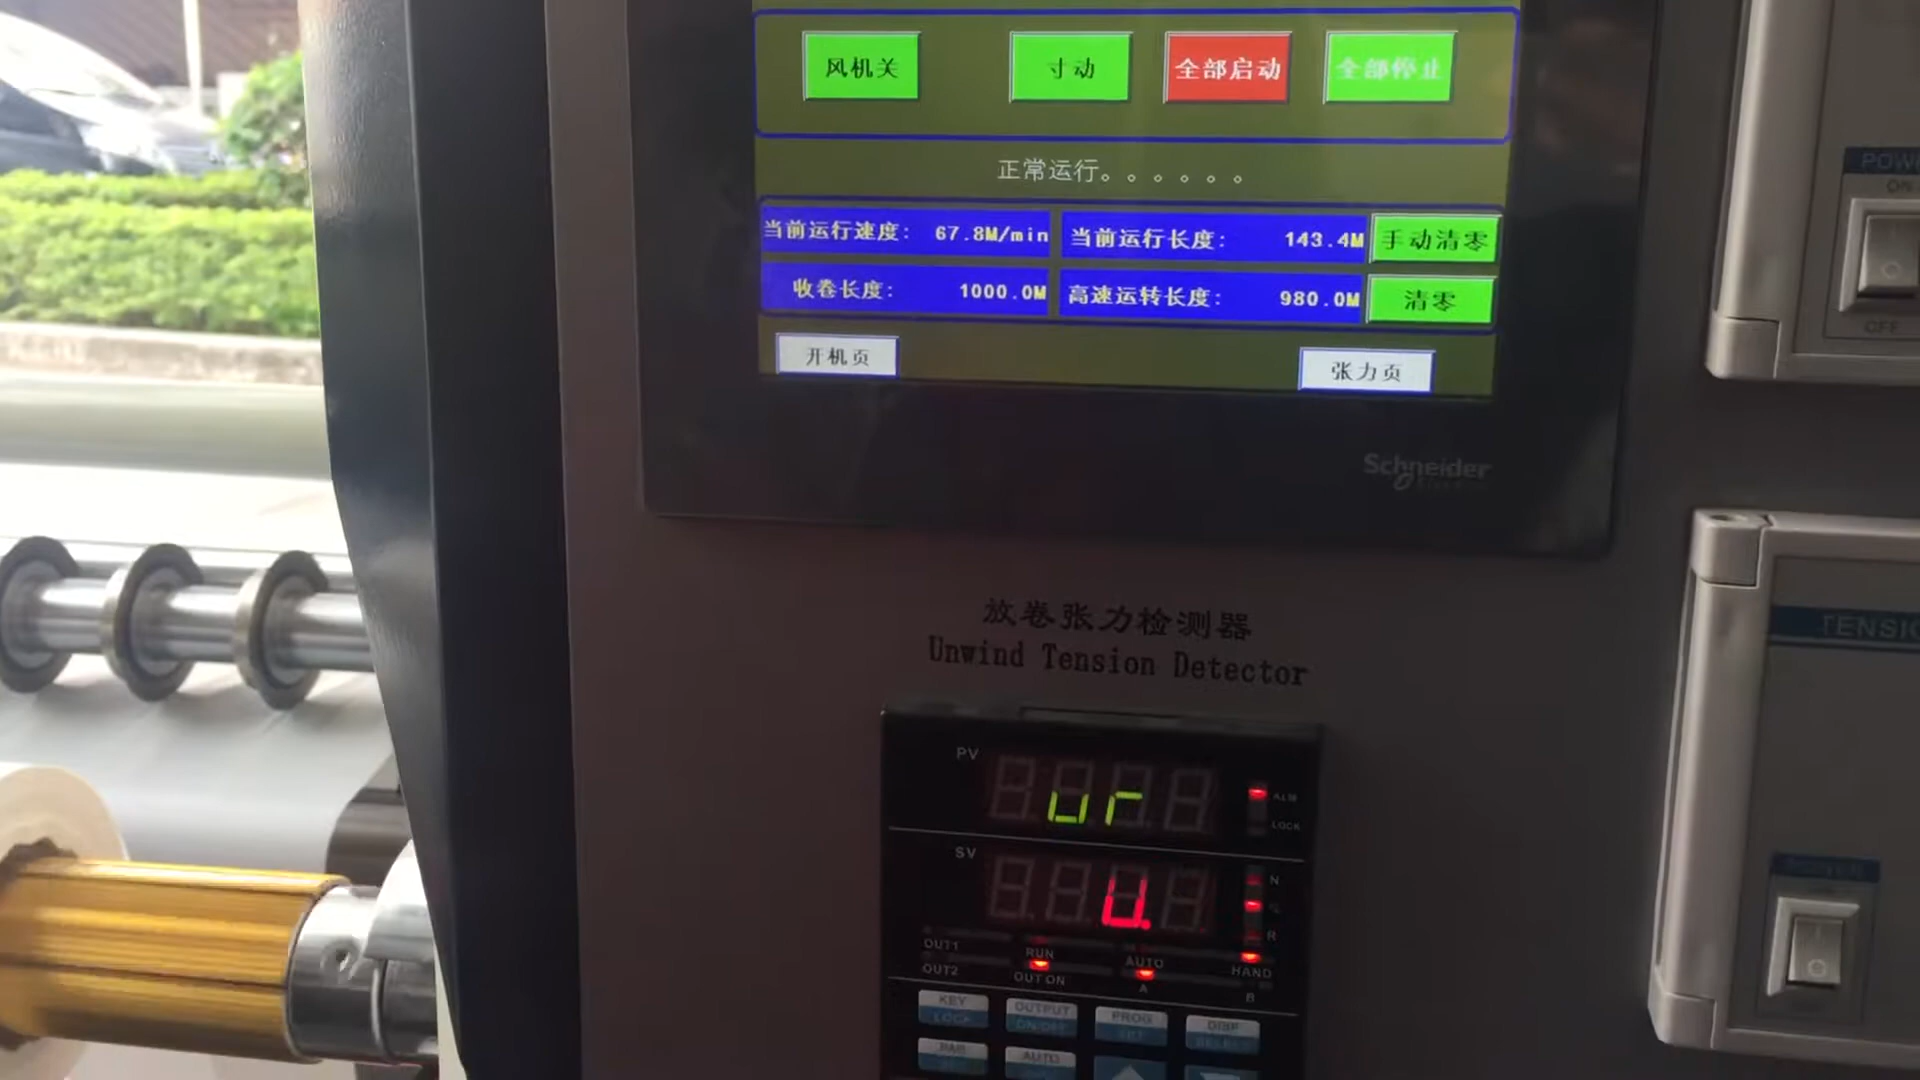 风机关 寸动 全部启动 全部停止
正常运行。。。。。。
当前运行速度: 67.8M/min 当前运行长度: 143.4M 手动清零
收卷长度: 1000.0M 高速运转长度: 980.0M 清零
开机页 张力页
Schneider
放卷张力检测器
Unwind Tension Detector
PV
ALM
LOCK
SV
N
R
OUT1 RUN AUTO HAND
OUT2 OUT ON A B
KEY LOCK OUTPUT ON/OFF PROG DISP SELECT
AUTO
ON
OFF
TENSIO